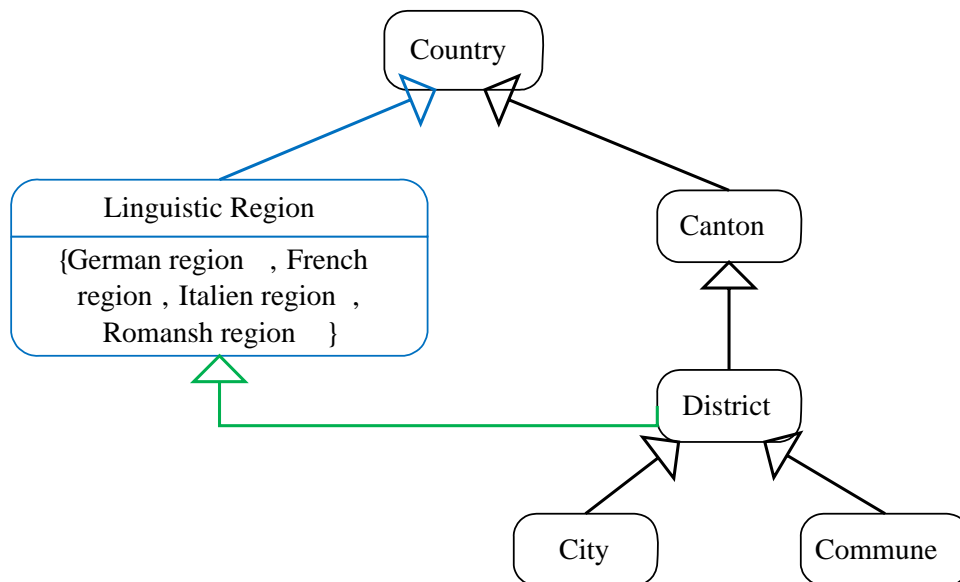 Country
Linguistic Region
{German region , French
region , Italien region ,
Romansh region }
Canton
District
City
Commune